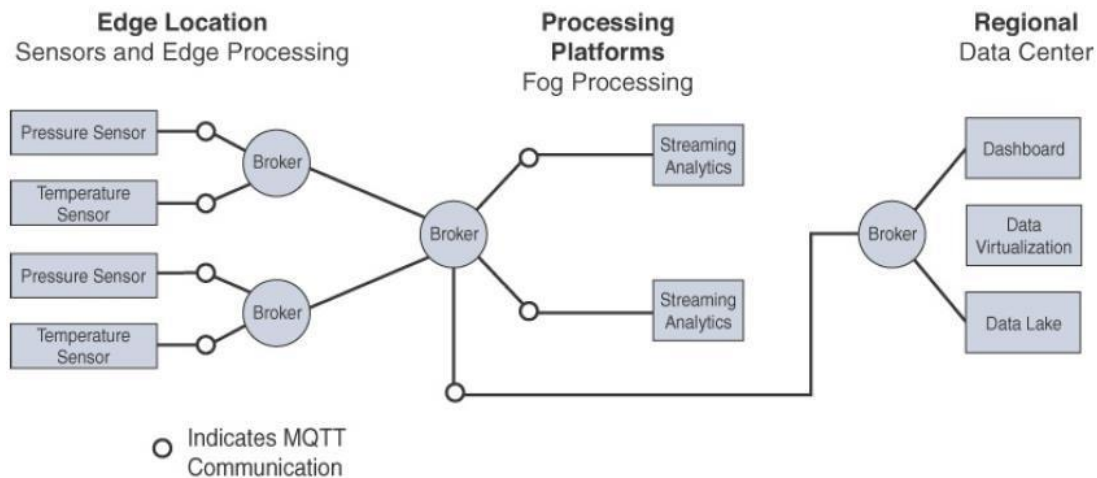 Edge Location
Sensors and Edge Processing
Processing
Platforms
Fog Processing
Regional
Data Center
Pressure Sensor
Temperature
Sensor
Broker
Pressure Sensor
Temperature
Sensor
Broker
Broker
Streaming
Analytics
Streaming
Analytics
Broker
Dashboard
Data
Virtualization
Data Lake
Indicates MQTT
Communication